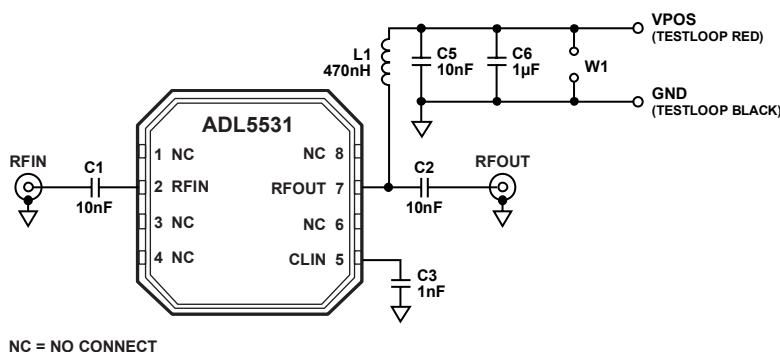 VPOS
(TESTLOOP RED)
L1
470nH
C5
10nF
C6
1µF
W1
GND
(TESTLOOP BLACK)
ADL5531
1 NC
NC 8
RFIN
C1
10nF
2 RFIN
RFOUT 7
C2
10nF
RFOUT
3 NC
NC 6
4 NC
CLIN 5
C3
1nF
NC = NO CONNECT